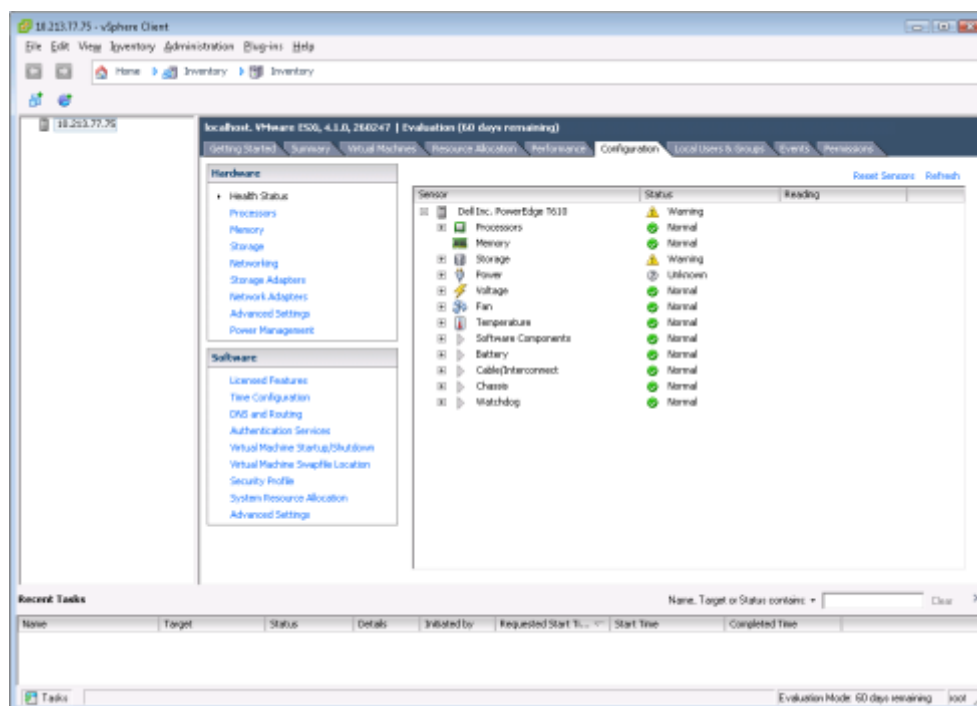 10.213.77.75 - vSphere Client
File Edit View Inventory Administration Plug-ins Help
Home Inventory Inventory
10.213.77.75
localhost. VMware ESXi, 4.1.0, 260247 | Evaluation (60 days remaining)
Getting Started Summary Virtual Machines Resource Allocation Performance Configuration Local Users & Groups Events Permissions
Hardware
Health Status
Processors
Memory
Storage
Networking
Storage Adapters
Network Adapters
Advanced Settings
Power Management
Software
Licensed Features
Time Configuration
DNS and Routing
Authentication Services
Virtual Machine Startup/Shutdown
Virtual Machine Swapfile Location
Security Profile
System Resource Allocation
Advanced Settings
Reset Sensors Refresh
Sensor Status Reading
Dell Inc. PowerEdge T610 Warning
Processors Normal
Memory Normal
Storage Warning
Power Unknown
Voltage Normal
Fan Normal
Temperature Normal
Software Components Normal
Battery Normal
Cable/Interconnect Normal
Chassis Normal
Watchdog Normal
Recent Tasks
Name, Target or Status contains: Clear
Name Target Status Details Initiated by Requested Start Ti... Start Time Completed Time
Tasks Evaluation Mode: 60 days remaining root